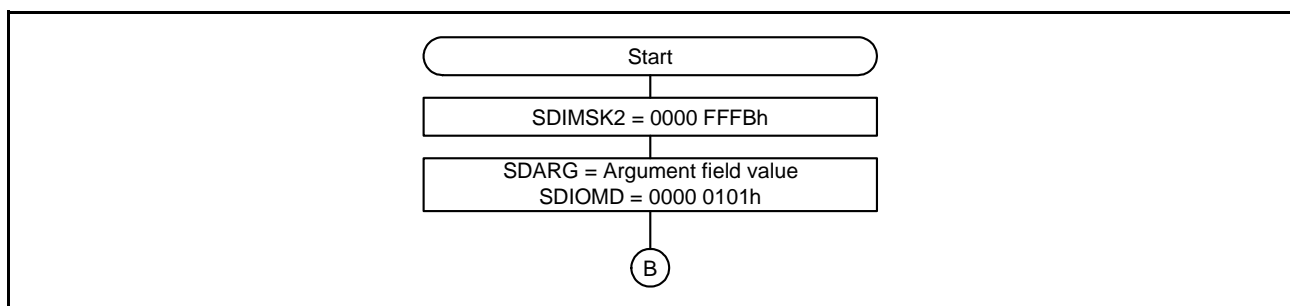 Start
SDIMSK2 = 0000 FFFBh
SDARG = Argument field value
SDIOMD = 0000 0101h
B